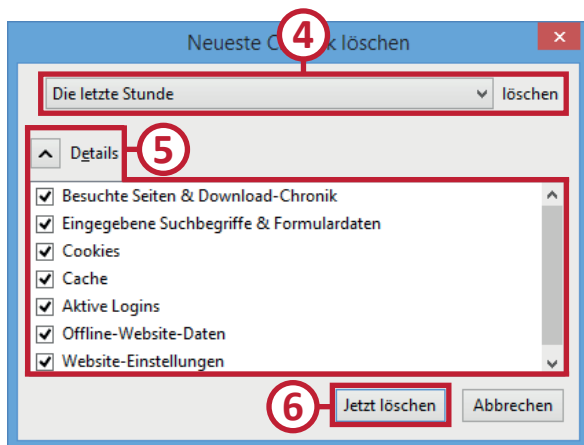 Neueste C k löschen
4
Die letzte Stunde löschen
Details
5
Besuchte Seiten & Download-Chronik
Eingegebene Suchbegriffe & Formulardaten
Cookies
Cache
Aktive Logins
Offline-Website-Daten
Website-Einstellungen
6
Jetzt löschen Abbrechen